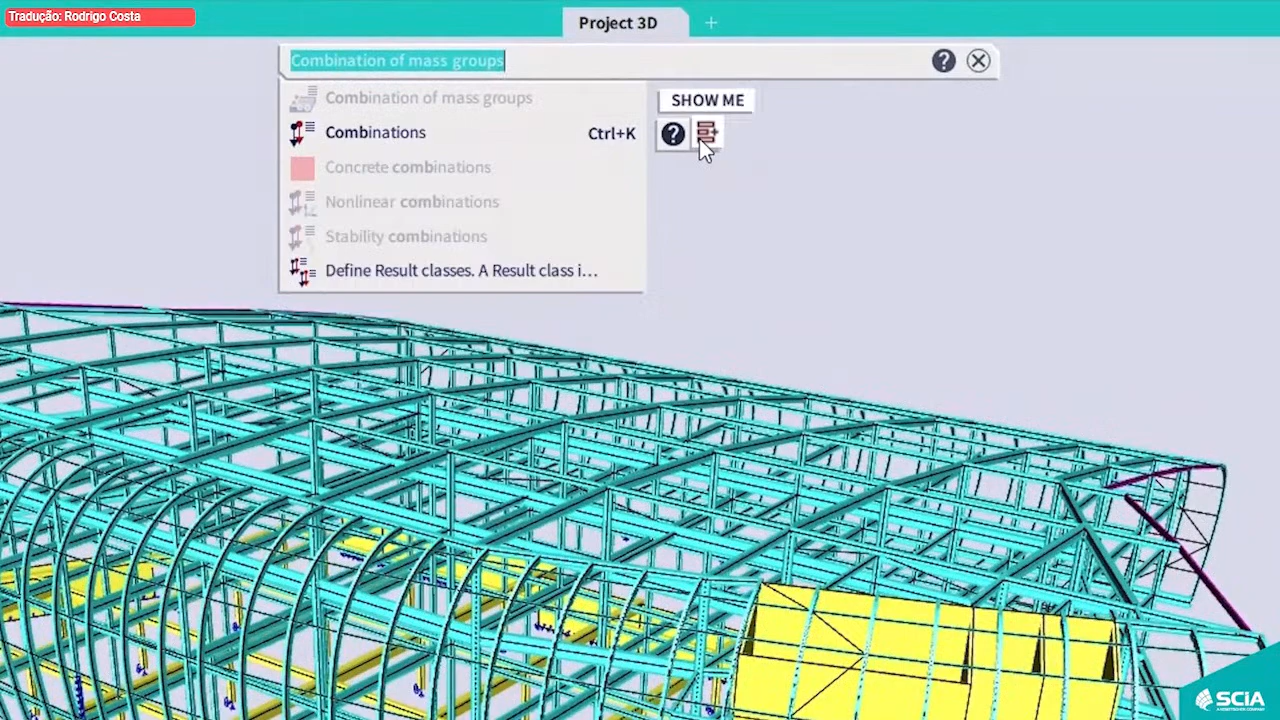 Tradução: Rodrigo Costa
Project 3D
+
Combination of mass groups
?
Combination of mass groups
SHOW ME
Combinations Ctrl+K
?
Concrete combinations
Nonlinear combinations
Stability combinations
Define Result classes. A Result class i...
SCIA